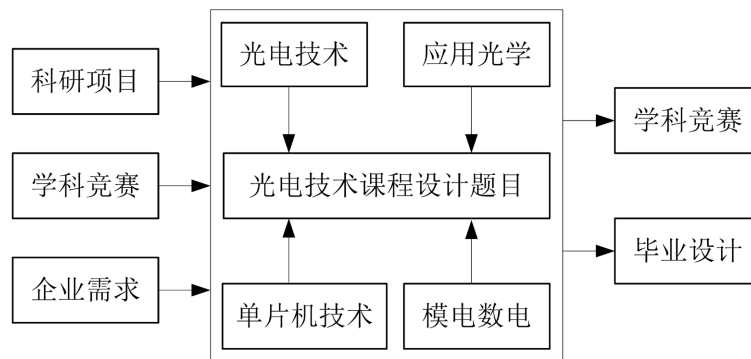 光电技术
应用光学
科研项目
学科竞赛
学科竞赛
光电技术课程设计题目
毕业设计
企业需求
单片机技术
模电数电